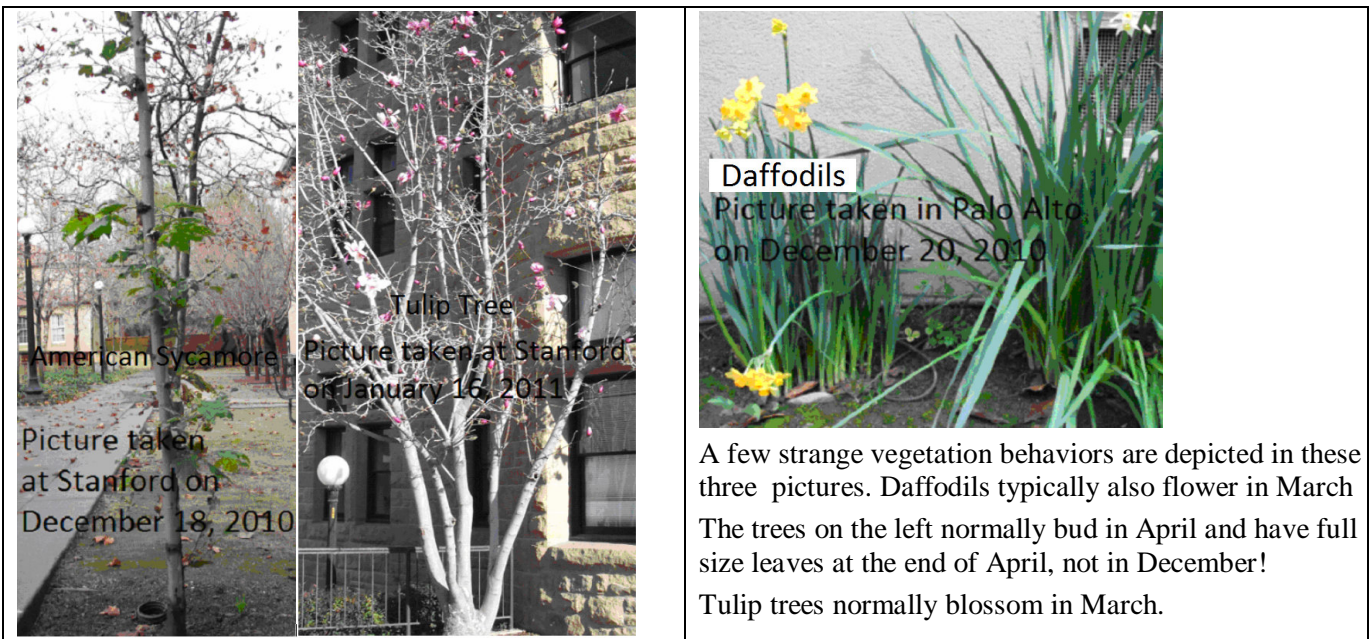 American Sycamore
Picture taken
at Stanford on
December 18, 2010
Tulip Tree
Picture taken at Stanford
on January 16, 2011
Daffodils
Picture taken in Palo Alto
on December 20, 2010
A few strange vegetation behaviors are depicted in these
three pictures. Daffodils typically also flower in March
The trees on the left normally bud in April and have full
size leaves at the end of April, not in December!
Tulip trees normally blossom in March.